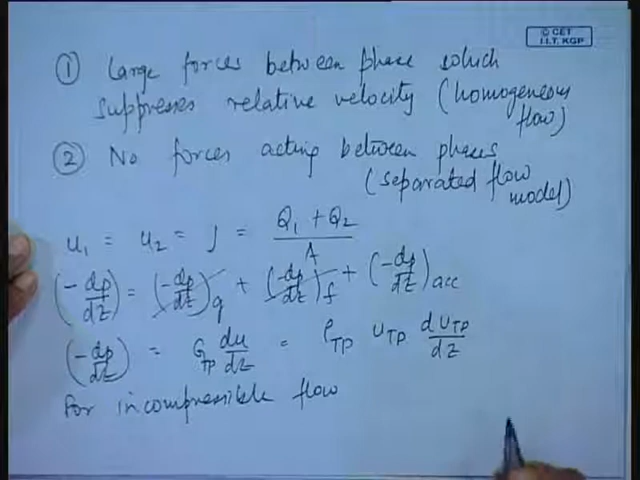 © CET
I.I.T. KGP
① Large forces between phase which
suppresses relative velocity (homogeneous
flow)
② No forces acting between phases
(separated flow
model)
u₁ = u₂ = J = (Q₁ + Q₂)/A
(-dp/dz) = (-dp/dz)g + (-dp/dz)f + (-dp/dz)acc
(-dp/dz) = G_TP du/dz = ρ_TP u_TP du_TP/dz
For incompressible flow